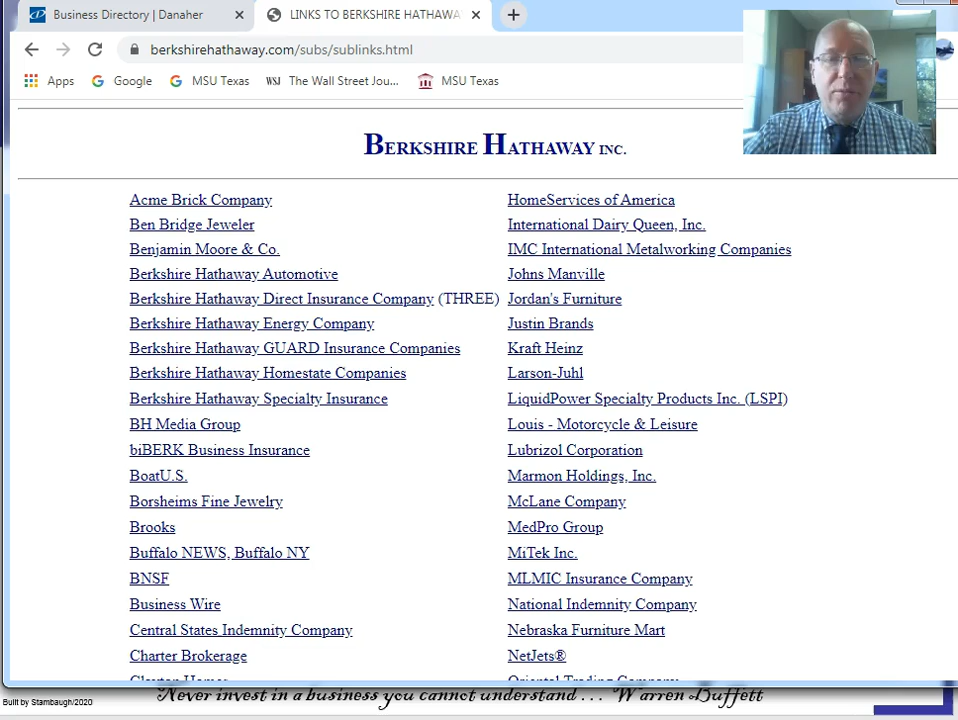 Business Directory | Danaher
LINKS TO BERKSHIRE HATHAWA
berkshirehathaway.com/subs/sublinks.html
Apps Google MSU Texas WSJ The Wall Street Jou... MSU Texas
BERKSHIRE HATHAWAY INC.
Acme Brick Company
Ben Bridge Jeweler
Benjamin Moore & Co.
Berkshire Hathaway Automotive
Berkshire Hathaway Direct Insurance Company (THREE)
Berkshire Hathaway Energy Company
Berkshire Hathaway GUARD Insurance Companies
Berkshire Hathaway Homestate Companies
Berkshire Hathaway Specialty Insurance
BH Media Group
biBERK Business Insurance
BoatU.S.
Borsheims Fine Jewelry
Brooks
Buffalo NEWS, Buffalo NY
BNSF
Business Wire
Central States Indemnity Company
Charter Brokerage
HomeServices of America
International Dairy Queen, Inc.
IMC International Metalworking Companies
Johns Manville
Jordan's Furniture
Justin Brands
Kraft Heinz
Larson-Juhl
LiquidPower Specialty Products Inc. (LSPI)
Louis - Motorcycle & Leisure
Lubrizol Corporation
Marmon Holdings, Inc.
McLane Company
MedPro Group
MiTek Inc.
MLMIC Insurance Company
National Indemnity Company
Nebraska Furniture Mart
NetJets®
Never invest in a business you cannot understand . . . Warren Buffett
Built by Stambaugh/2020